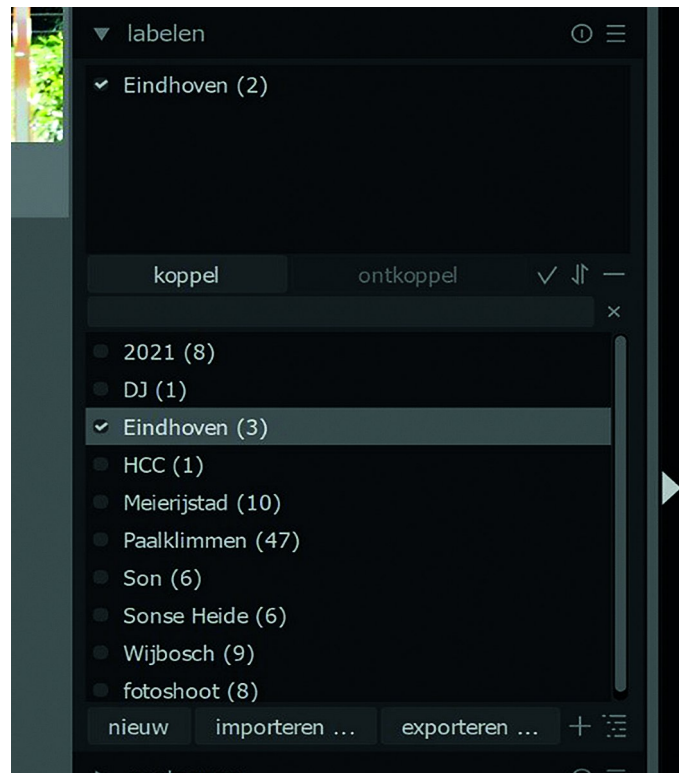 labelen
Eindhoven (2)
koppel ontkoppel
2021 (8)
DJ (1)
Eindhoven (3)
HCC (1)
Meierijstad (10)
Paalklimmen (47)
Son (6)
Sonse Heide (6)
Wijbosch (9)
fotoshoot (8)
nieuw importeren ... exporteren ...